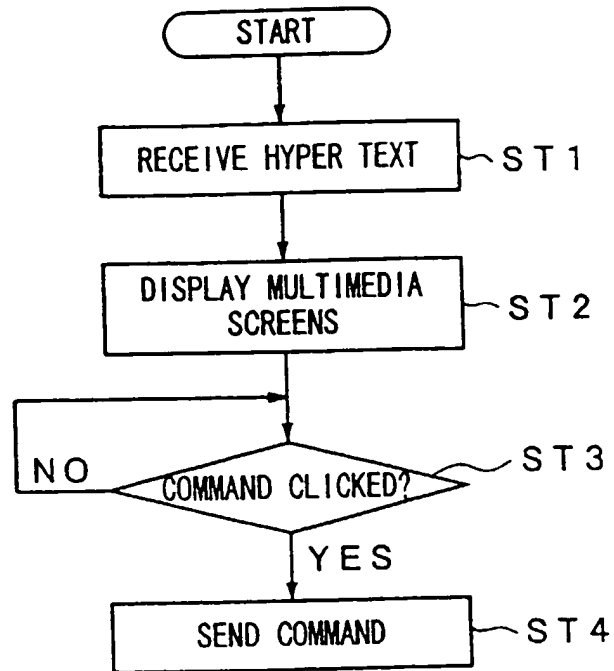 START
RECEIVE HYPER TEXT
ST1
DISPLAY MULTIMEDIA
SCREENS
ST2
NO
COMMAND CLICKED?
ST3
YES
SEND COMMAND
ST4